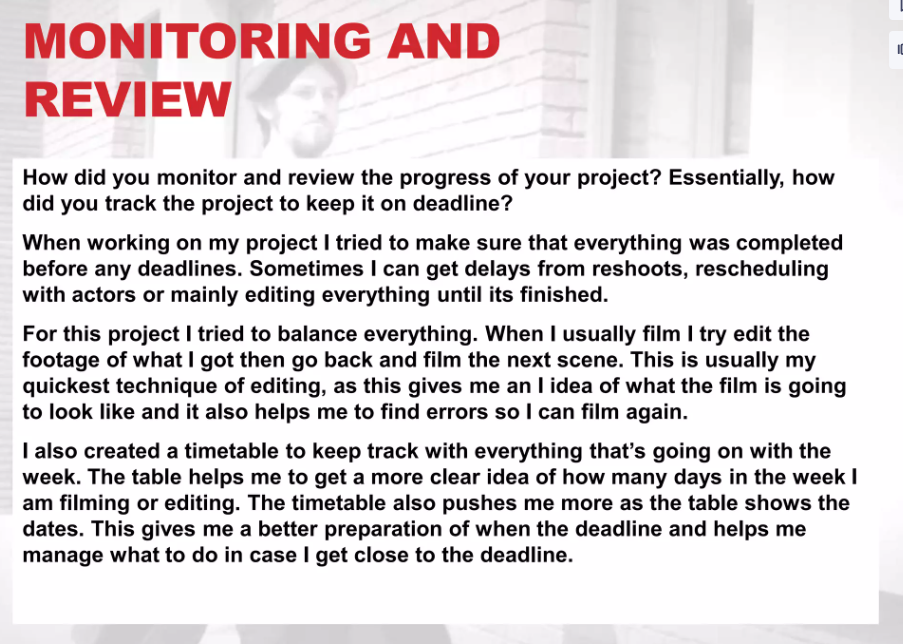 MONITORING AND
REVIEW
How did you monitor and review the progress of your project? Essentially, how
did you track the project to keep it on deadline?
When working on my project I tried to make sure that everything was completed
before any deadlines. Sometimes I can get delays from reshoots, rescheduling
with actors or mainly editing everything until its finished.
For this project I tried to balance everything. When I usually film I try edit the
footage of what I got then go back and film the next scene. This is usually my
quickest technique of editing, as this gives me an I idea of what the film is going
to look like and it also helps me to find errors so I can film again.
I also created a timetable to keep track with everything that’s going on with the
week. The table helps me to get a more clear idea of how many days in the week I
am filming or editing. The timetable also pushes me more as the table shows the
dates. This gives me a better preparation of when the deadline and helps me
manage what to do in case I get close to the deadline.